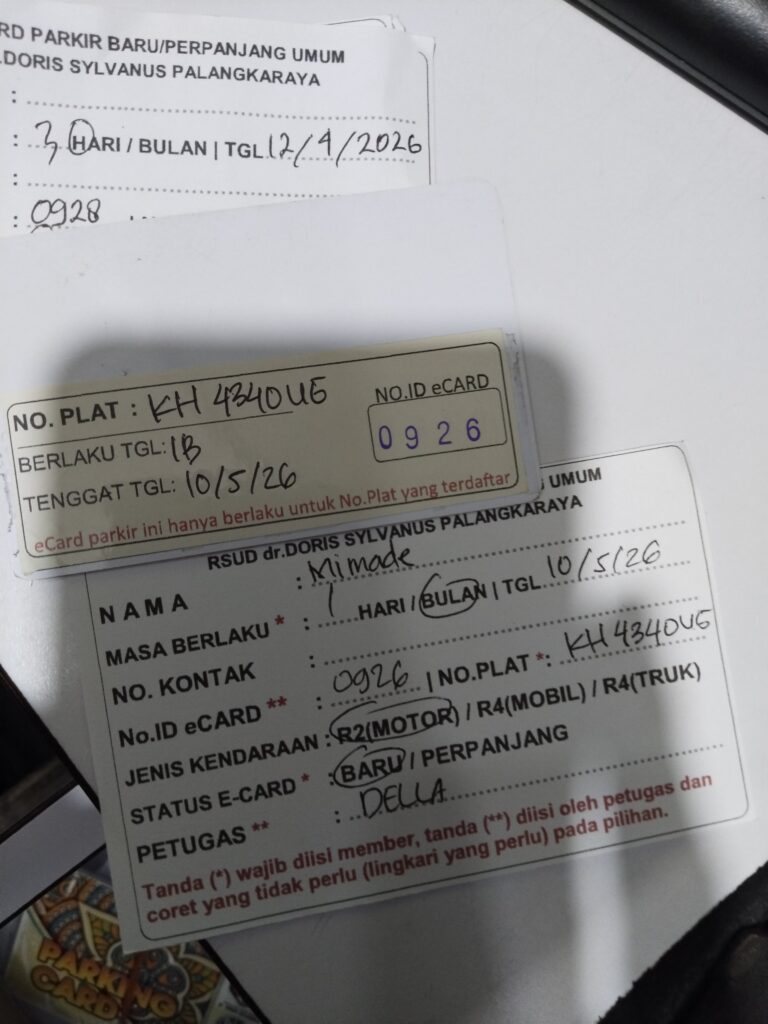 RD PARKIR BARU/PERPANJANG UMUM
.DORIS SYLVANUS PALANGKARAYA
:
: 3 HARI / BULAN | TGL 12/4/2026
:
: 0928
NO. PLAT : KH 4340UE
NO.ID eCARD
0926
BERLAKU TGL: 1B
TENGGAT TGL: 10/5/26
eCard parkir ini hanya berlaku untuk No.Plat yang terdaftar
UMUM
RSUD dr.DORIS SYLVANUS PALANGKARAYA
NAMA : Mimade
MASA BERLAKU * : 1 HARI / BULAN | TGL 10/5/26
NO. KONTAK :
No.ID eCARD ** : 0926 | NO.PLAT *: KH 4340UE
JENIS KENDARAAN : R2(MOTOR) / R4(MOBIL) / R4(TRUK)
STATUS E-CARD * : BARU / PERPANJANG
PETUGAS ** : DELLA
Tanda (*) wajib diisi member, tanda (**) diisi oleh petugas dan
coret yang tidak perlu (lingkari yang perlu) pada pilihan.
PARKING
CARD